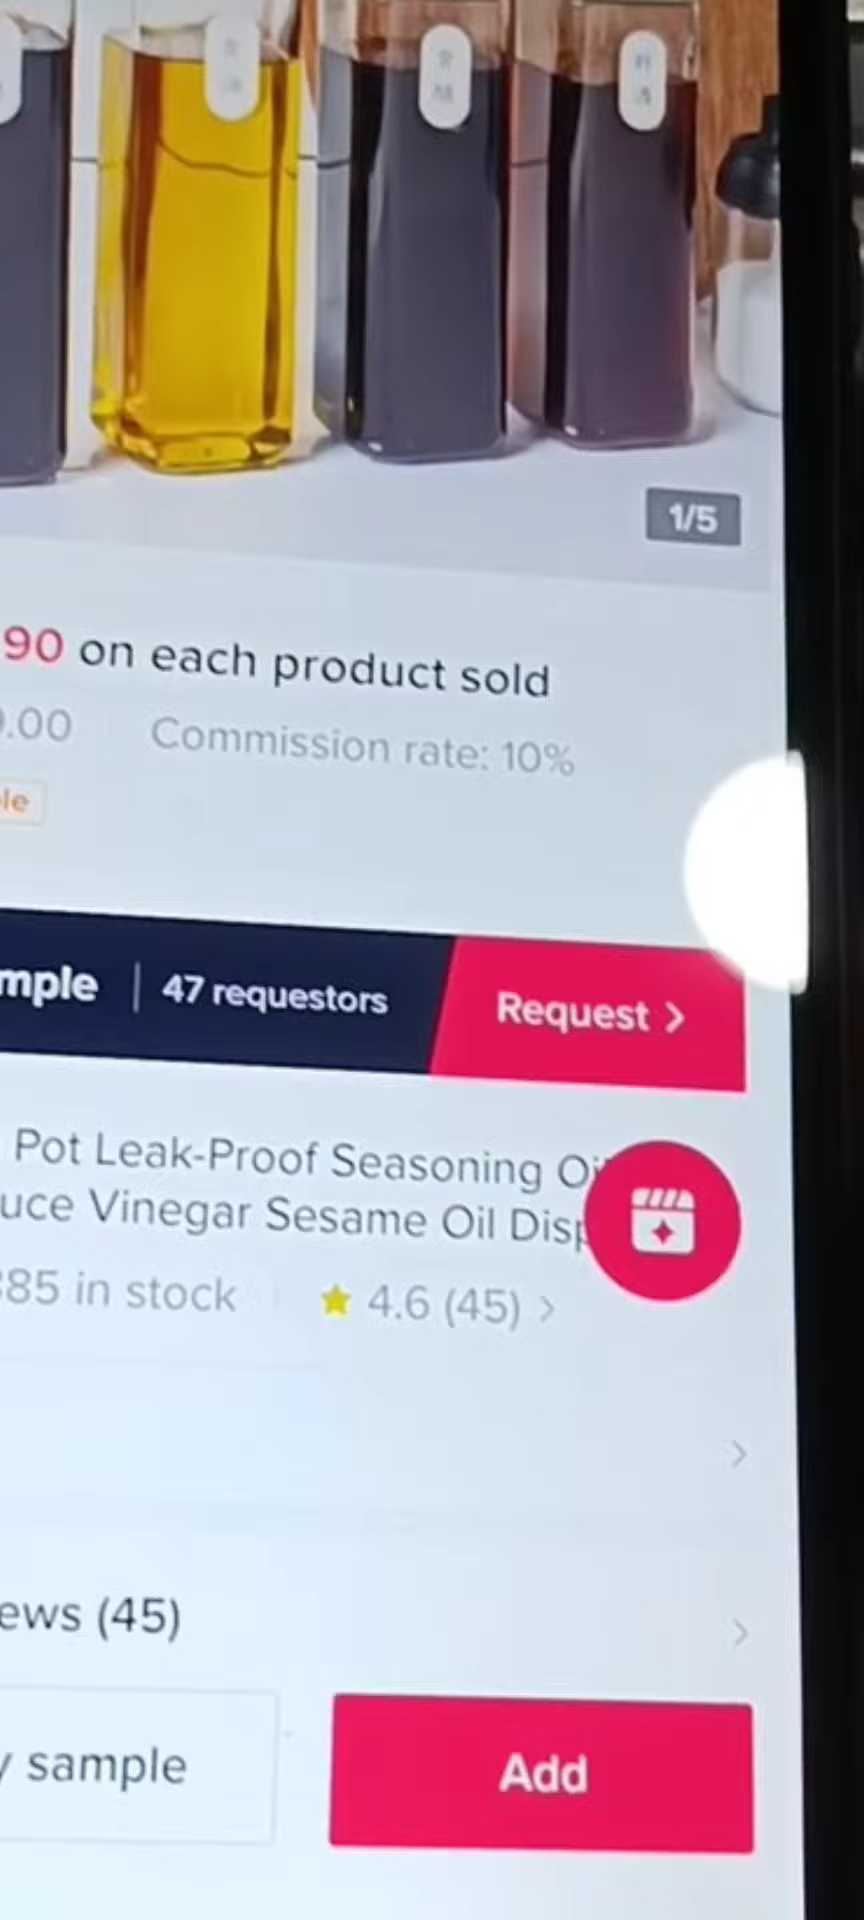 1/5
90 on each product sold
.00 Commission rate: 10%
le
mple | 47 requestors Request >
Pot Leak-Proof Seasoning Oi
uce Vinegar Sesame Oil Disp
85 in stock ★ 4.6 (45) >
ews (45)
y sample Add